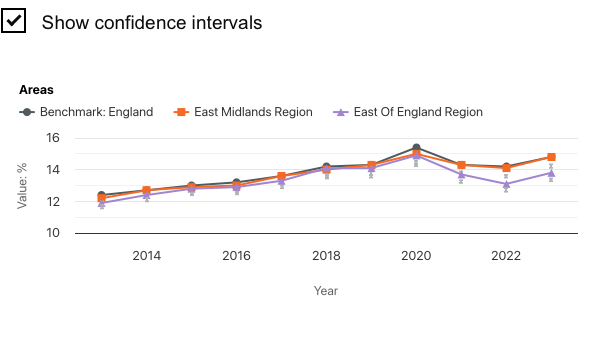 Show confidence intervals
Areas
Benchmark: England East Midlands Region East Of England Region
16
14
12
10
Value: %
2014 2016 2018 2020 2022
Year